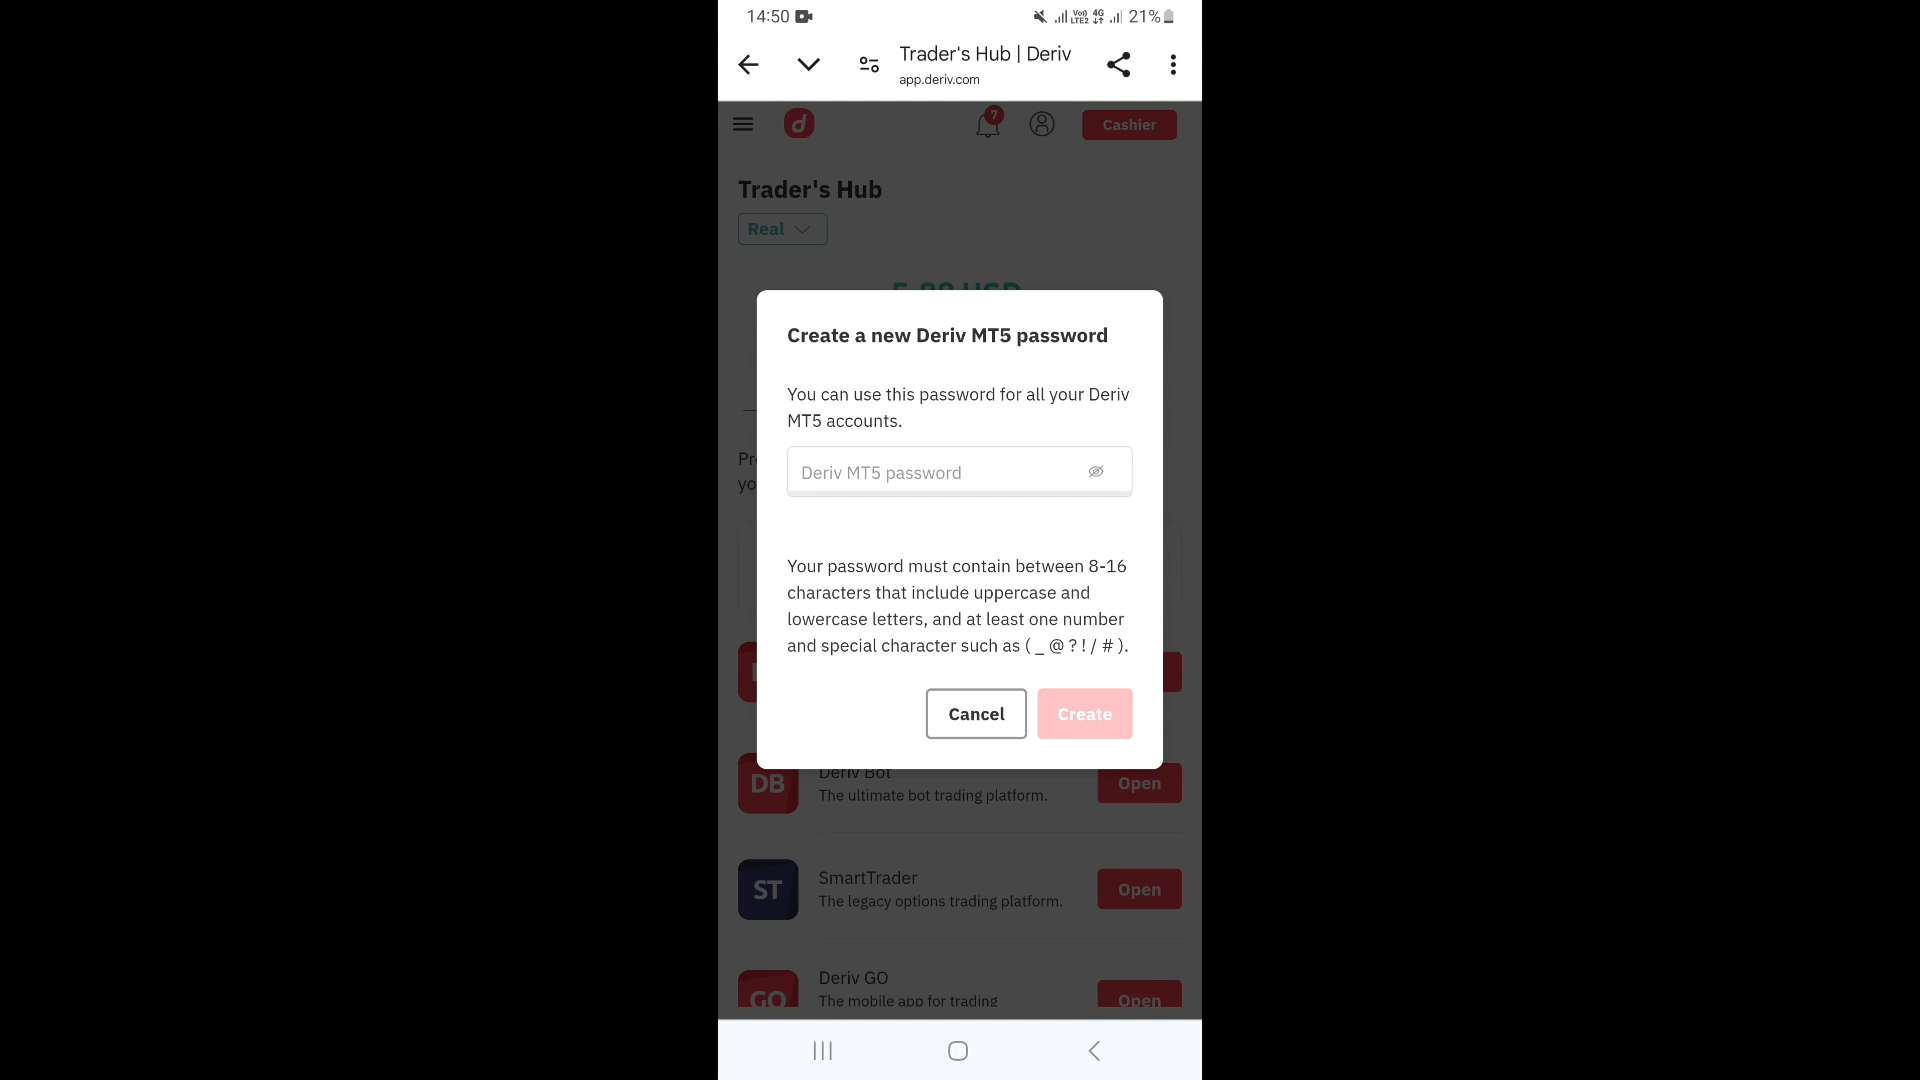 14:50 Vo) LTE2 4G 21%
Trader's Hub | Deriv
app.deriv.com
d 7 Cashier
Trader's Hub
Real
Create a new Deriv MT5 password
You can use this password for all your Deriv
MT5 accounts.
Deriv MT5 password
Your password must contain between 8-16
characters that include uppercase and
lowercase letters, and at least one number
and special character such as ( _ @ ? ! / # ).
Cancel Create
DB Deriv Bot Open
The ultimate bot trading platform.
ST SmartTrader Open
The legacy options trading platform.
GO Deriv GO Open
The mobile app for trading